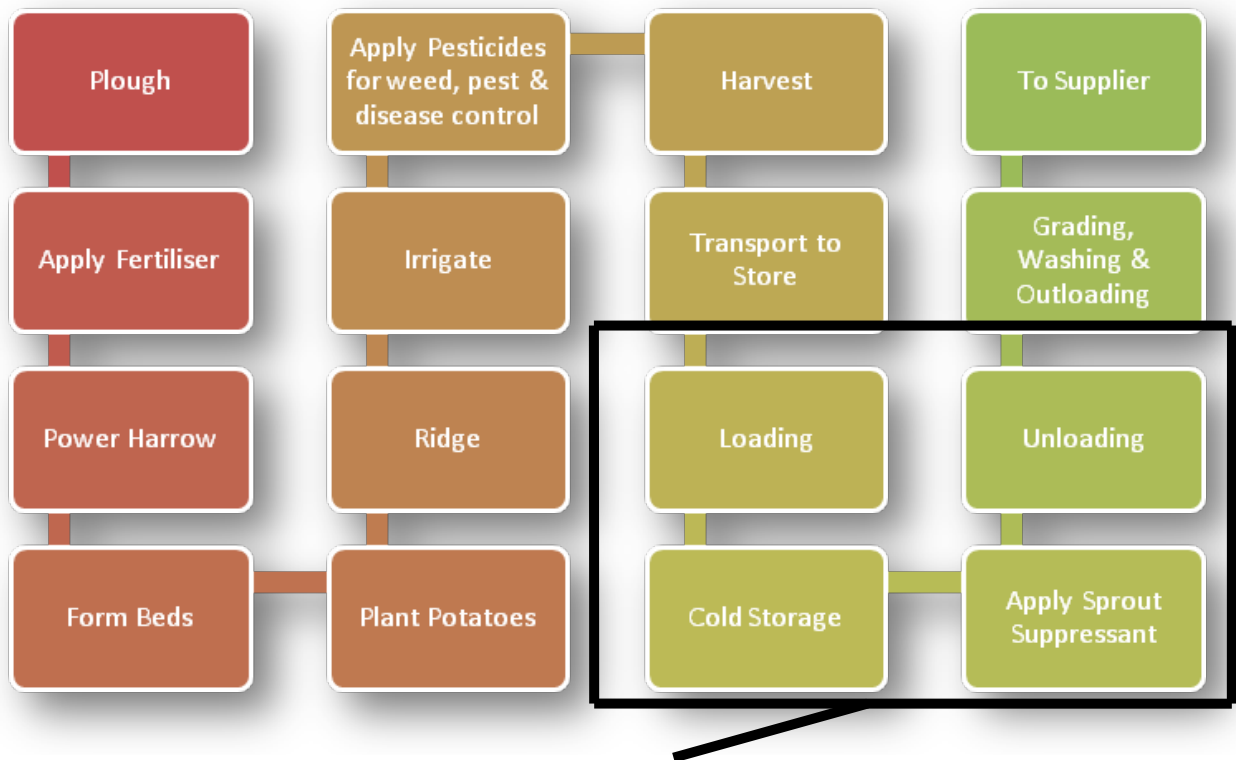 Plough
Apply Fertiliser
Power Harrow
Form Beds
Plant Potatoes
Ridge
Irrigate
Apply Pesticides
for weed, pest &
disease control
Harvest
Transport to
Store
Loading
Cold Storage
Apply Sprout
Suppressant
Unloading
Grading,
Washing &
Outloading
To Supplier